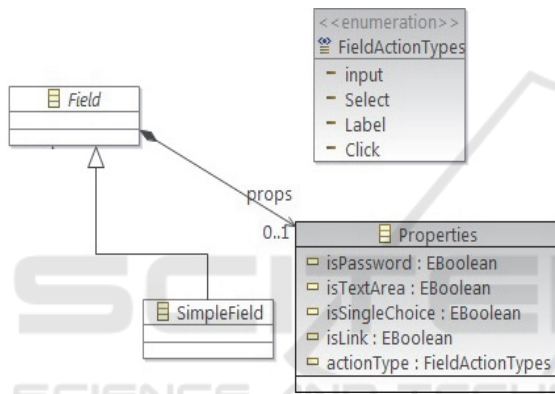 <<enumeration>>
FieldActionTypes
input
Select
Label
Click
Field
props
0..1
Properties
isPassword : EBoolean
isTextArea : EBoolean
isSingleChoice : EBoolean
isLink : EBoolean
actionType : FieldActionTypes
SimpleField